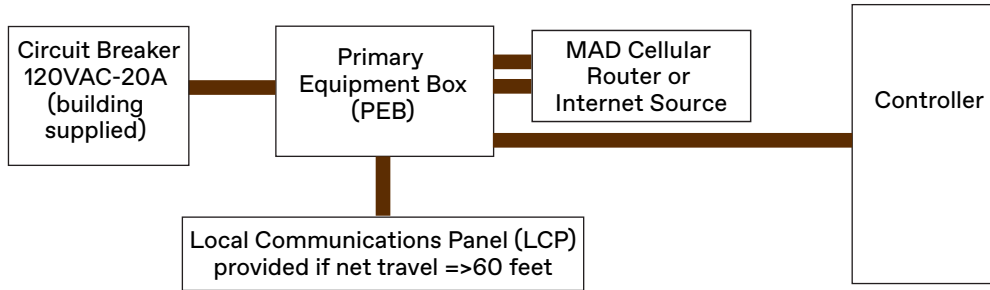 Circuit Breaker
120VAC-20A
(building
supplied)
Primary
Equipment Box
(PEB)
MAD Cellular
Router or
Internet Source
Controller
Local Communications Panel (LCP)
provided if net travel =>60 feet